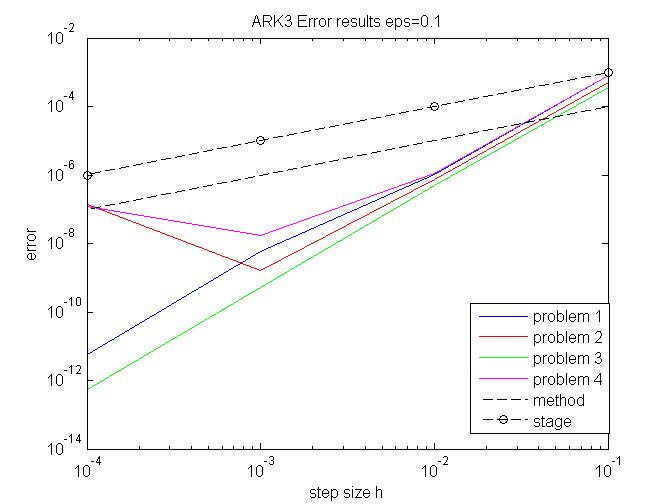 ARK3 Error results eps=0.1
10^-2
10^-4
10^-6
10^-8
10^-10
10^-12
10^-14
error
10^-4
10^-3
10^-2
10^-1
step size h
problem 1
problem 2
problem 3
problem 4
method
stage